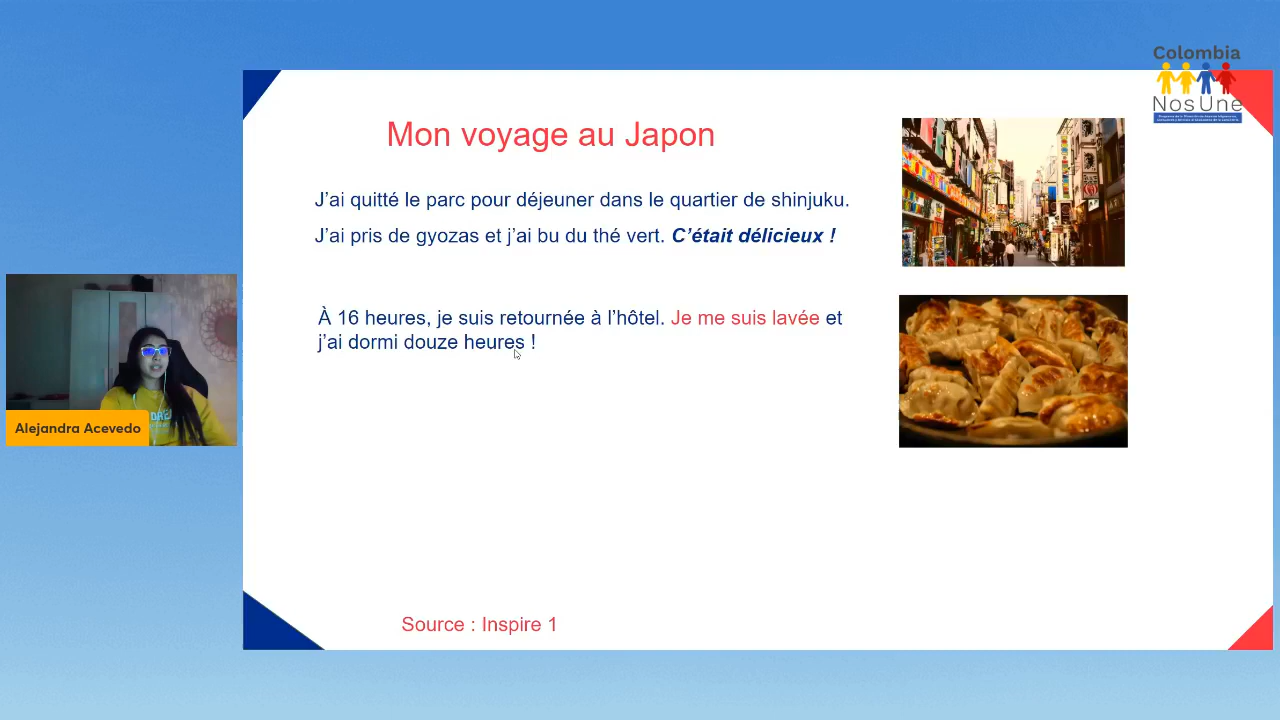 Colombia
NosUne
Mon voyage au Japon
J'ai quitté le parc pour déjeuner dans le quartier de shinjuku.
J'ai pris de gyozas et j'ai bu du thé vert. C'était délicieux !
À 16 heures, je suis retournée à l'hôtel. Je me suis lavée et
j'ai dormi douze heures !
Alejandra Acevedo
Source : Inspire 1